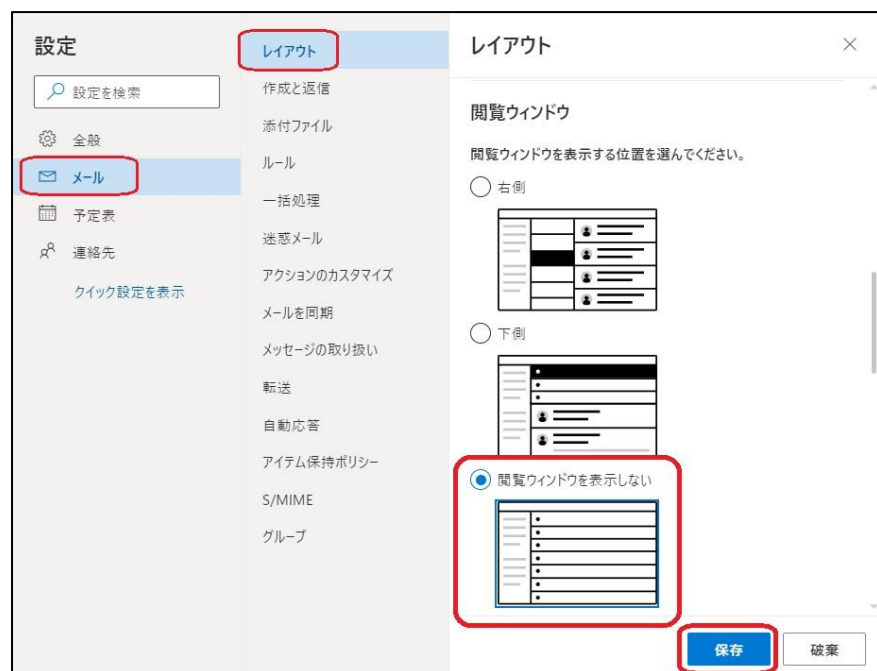 設定
設定を検索
全般
メール
予定表
連絡先
クイック設定を表示
レイアウト
作成と返信
添付ファイル
ルール
一括処理
迷惑メール
アクションのカスタマイズ
メールを同期
メッセージの取り扱い
転送
自動応答
アイテム保持ポリシー
S/MIME
グループ
レイアウト
閲覧ウィンドウ
閲覧ウィンドウを表示する位置を選んでください。
右側
下側
閲覧ウィンドウを表示しない
保存
破棄